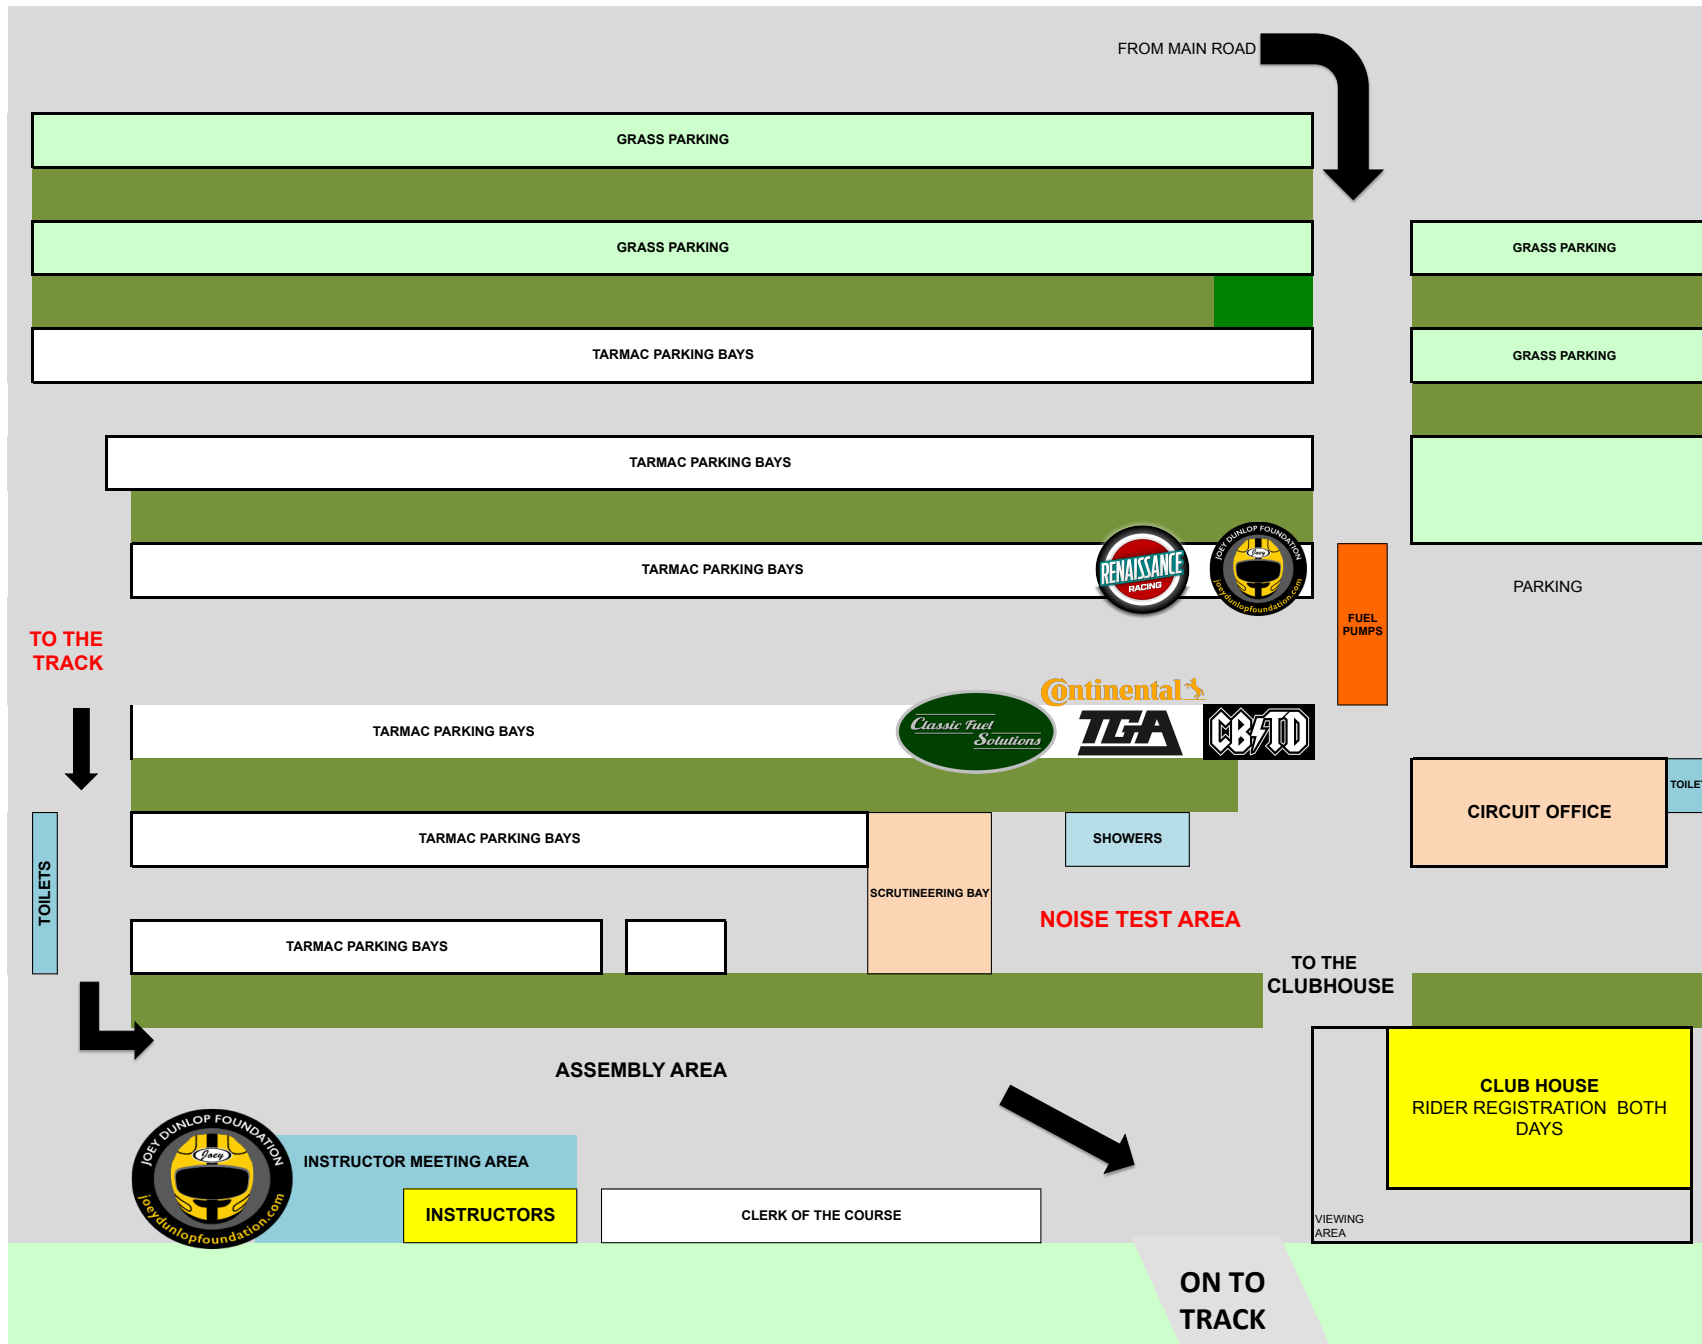 FROM MAIN ROAD
GRASS PARKING
GRASS PARKING
GRASS PARKING
TARMAC PARKING BAYS
GRASS PARKING
TARMAC PARKING BAYS
TARMAC PARKING BAYS
RENAISSANCE
RACING
JOEY DUNLOP FOUNDATION
Joey
joeydunlopfoundation.com
PARKING
FUEL
PUMPS
TO THE
TRACK
Continental
TARMAC PARKING BAYS
Classic Fuel
Solutions
TGA
CB TD
TOILET
CIRCUIT OFFICE
TARMAC PARKING BAYS
SHOWERS
TOILETS
SCRUTINEERING BAY
NOISE TEST AREA
TARMAC PARKING BAYS
TO THE
CLUBHOUSE
ASSEMBLY AREA
CLUB HOUSE
RIDER REGISTRATION BOTH
DAYS
JOEY DUNLOP FOUNDATION
Joey
joeydunlopfoundation.com
INSTRUCTOR MEETING AREA
INSTRUCTORS
CLERK OF THE COURSE
VIEWING
AREA
ON TO
TRACK